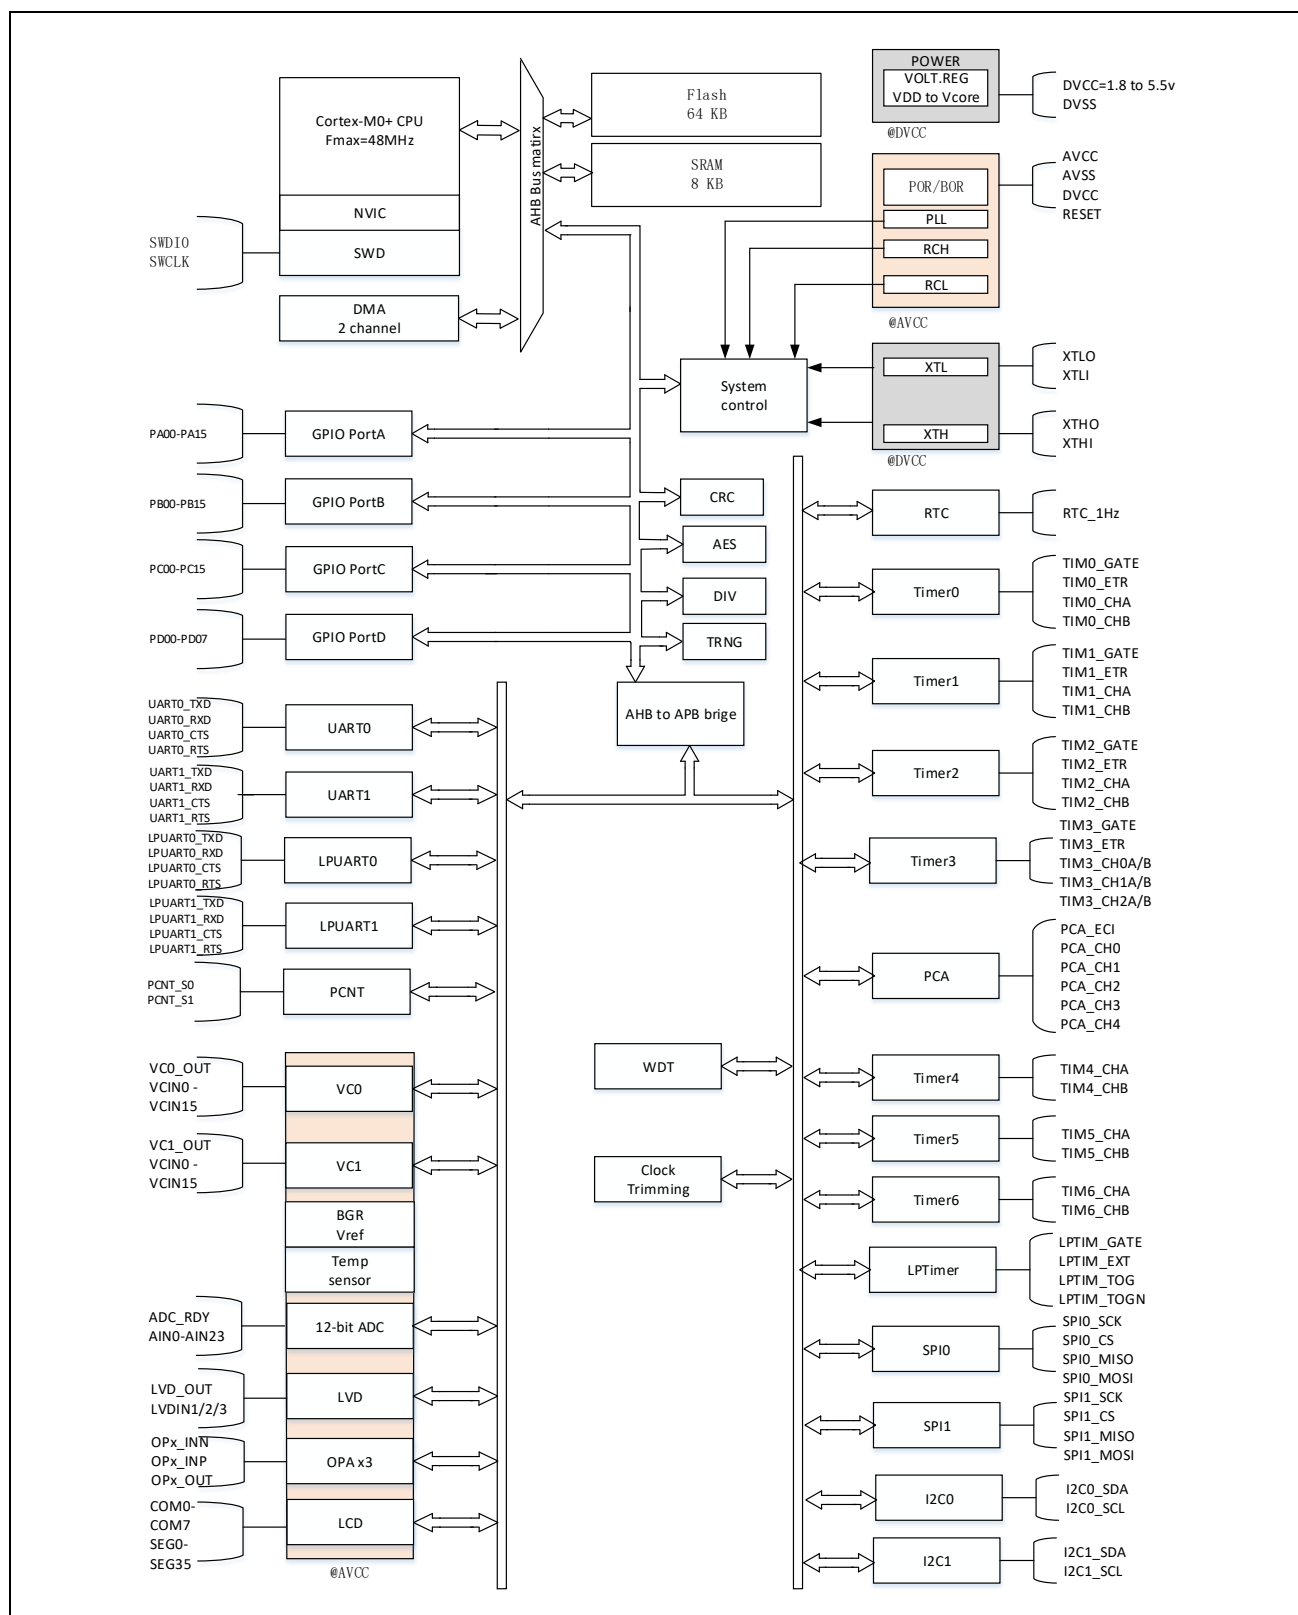 POWER
VOLT.REG
VDD to Vcore
@DVCC
DVCC=1.8 to 5.5v
DVSS
Cortex-M0+ CPU
Fmax=48MHz
NVIC
SWD
SWDIO
SWCLK
DMA
2 channel
AHB Bus matirx
Flash
64 KB
SRAM
8 KB
POR/BOR
PLL
RCH
RCL
@AVCC
AVCC
AVSS
DVCC
RESET
System
control
XTL
XTH
@DVCC
XTLO
XTLI
XTHO
XTHI
PA00-PA15
GPIO PortA
PB00-PB15
GPIO PortB
PC00-PC15
GPIO PortC
PD00-PD07
GPIO PortD
CRC
AES
DIV
TRNG
AHB to APB brige
UART0_TXD
UART0_RXD
UART0_CTS
UART0_RTS
UART0
UART1_TXD
UART1_RXD
UART1_CTS
UART1_RTS
UART1
LPUART0_TXD
LPUART0_RXD
LPUART0_CTS
LPUART0_RTS
LPUART0
LPUART1_TXD
LPUART1_RXD
LPUART1_CTS
LPUART1_RTS
LPUART1
PCNT_S0
PCNT_S1
PCNT
VC0_OUT
VCIN0 -
VCIN15
VC0
VC1_OUT
VCIN0 -
VCIN15
VC1
BGR
Vref
Temp
sensor
ADC_RDY
AIN0-AIN23
12-bit ADC
LVD_OUT
LVDIN1/2/3
LVD
OPx_INN
OPx_INP
OPx_OUT
OPA x3
COM0-
COM7
SEG0-
SEG35
LCD
@AVCC
WDT
Clock
Trimming
RTC
RTC_1Hz
Timer0
TIM0_GATE
TIM0_ETR
TIM0_CHA
TIM0_CHB
Timer1
TIM1_GATE
TIM1_ETR
TIM1_CHA
TIM1_CHB
Timer2
TIM2_GATE
TIM2_ETR
TIM2_CHA
TIM2_CHB
Timer3
TIM3_GATE
TIM3_ETR
TIM3_CH0A/B
TIM3_CH1A/B
TIM3_CH2A/B
PCA
PCA_ECI
PCA_CH0
PCA_CH1
PCA_CH2
PCA_CH3
PCA_CH4
Timer4
TIM4_CHA
TIM4_CHB
Timer5
TIM5_CHA
TIM5_CHB
Timer6
TIM6_CHA
TIM6_CHB
LPTimer
LPTIM_GATE
LPTIM_EXT
LPTIM_TOG
LPTIM_TOGN
SPI0
SPI0_SCK
SPI0_CS
SPI0_MISO
SPI0_MOSI
SPI1
SPI1_SCK
SPI1_CS
SPI1_MISO
SPI1_MOSI
I2C0
I2C0_SDA
I2C0_SCL
I2C1
I2C1_SDA
I2C1_SCL